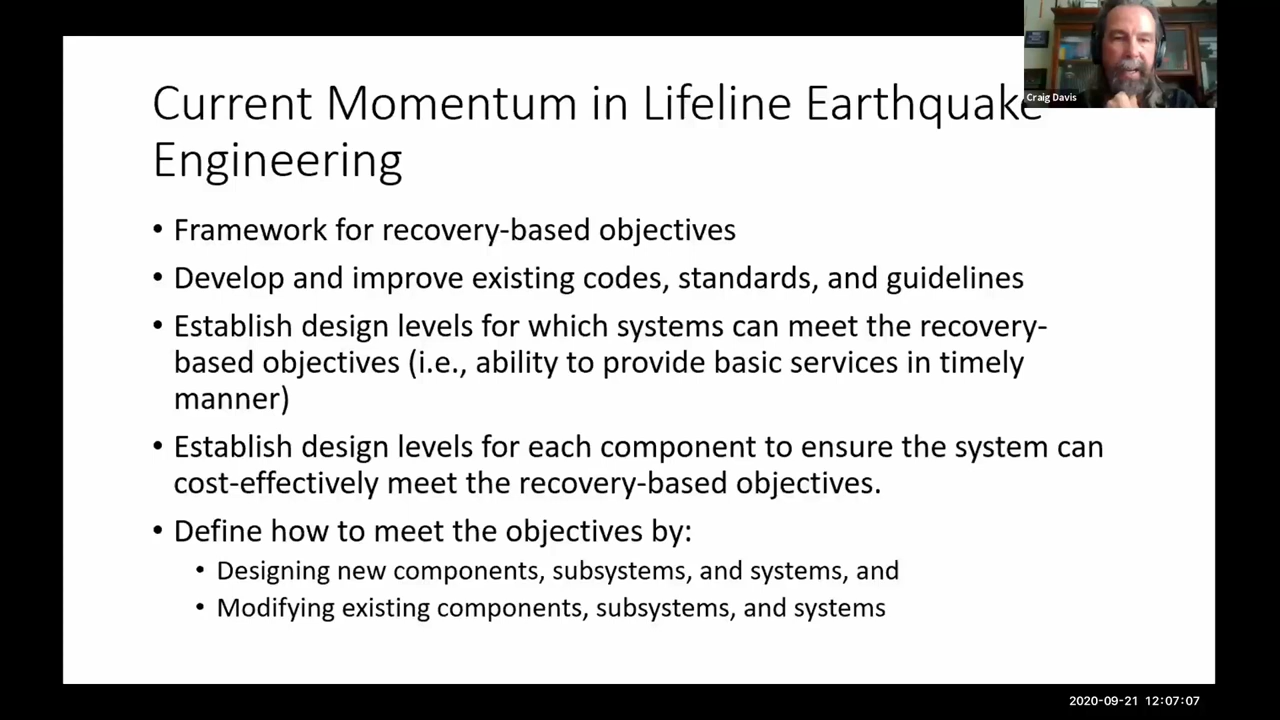 Current Momentum in Lifeline Earthquake
Engineering
• Framework for recovery-based objectives
• Develop and improve existing codes, standards, and guidelines
• Establish design levels for which systems can meet the recovery-
based objectives (i.e., ability to provide basic services in timely
manner)
• Establish design levels for each component to ensure the system can
cost-effectively meet the recovery-based objectives.
• Define how to meet the objectives by:
• Designing new components, subsystems, and systems, and
• Modifying existing components, subsystems, and systems
Craig Davis
2020-09-21 12:07:07